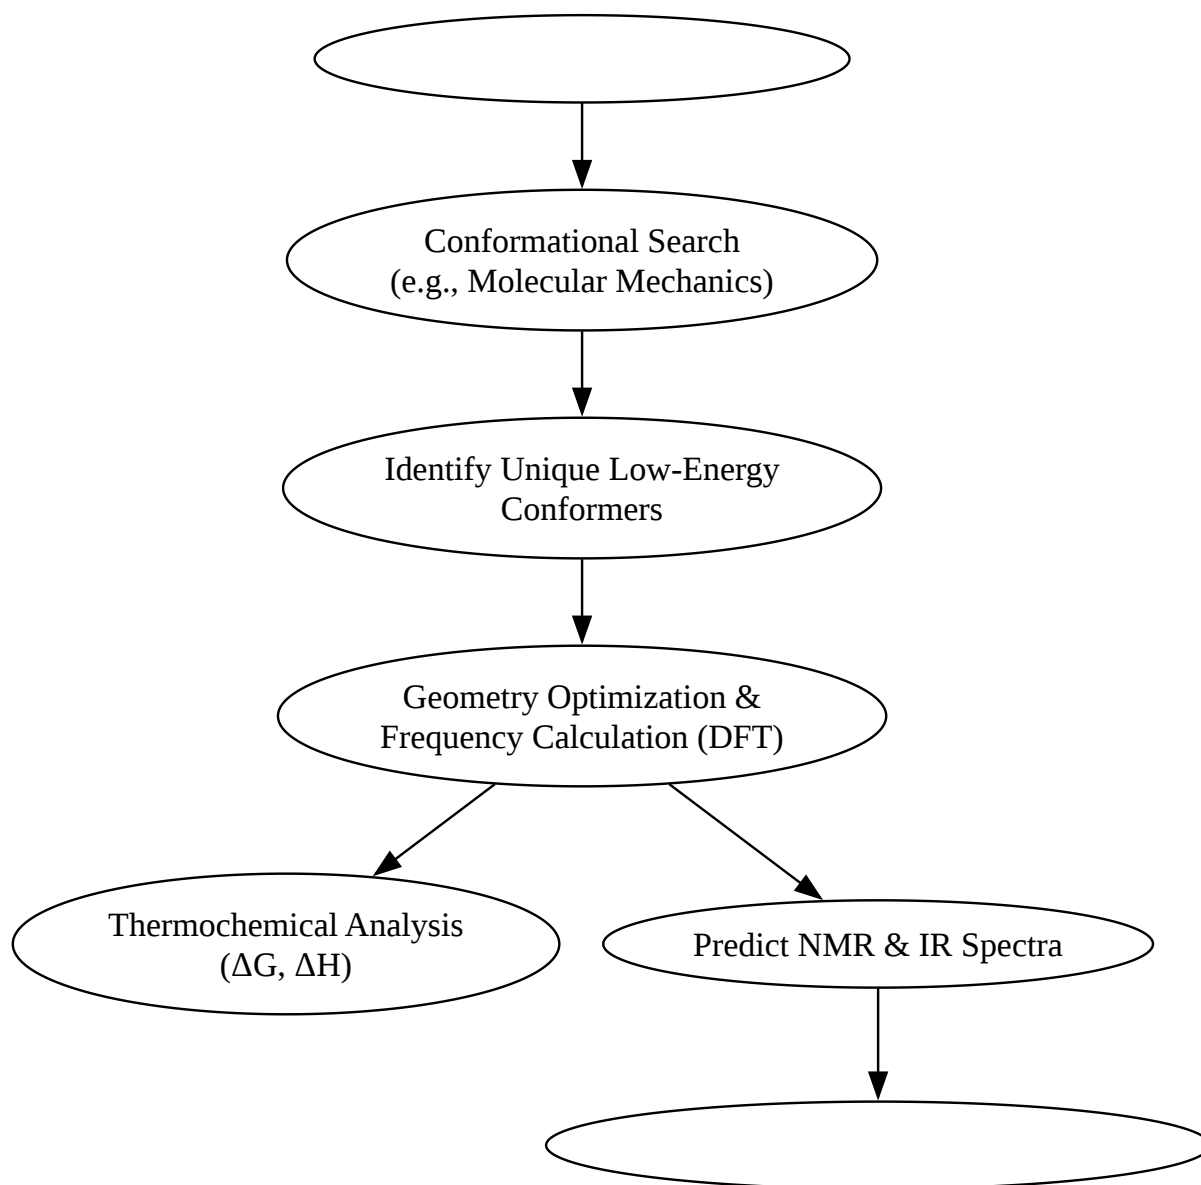 Conformational Search
(e.g., Molecular Mechanics)
Identify Unique Low-Energy
Conformers
Geometry Optimization &
Frequency Calculation (DFT)
Thermochemical Analysis
(ΔG, ΔH)
Predict NMR & IR Spectra